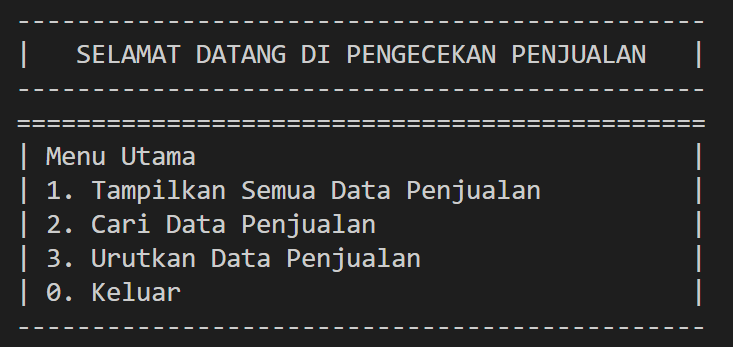 ----------------------------------------------
|   SELAMAT DATANG DI PENGECEKAN PENJUALAN   |
----------------------------------------------
==============================================
| Menu Utama                                 |
| 1. Tampilkan Semua Data Penjualan          |
| 2. Cari Data Penjualan                     |
| 3. Urutkan Data Penjualan                  |
| 0. Keluar                                  |
----------------------------------------------